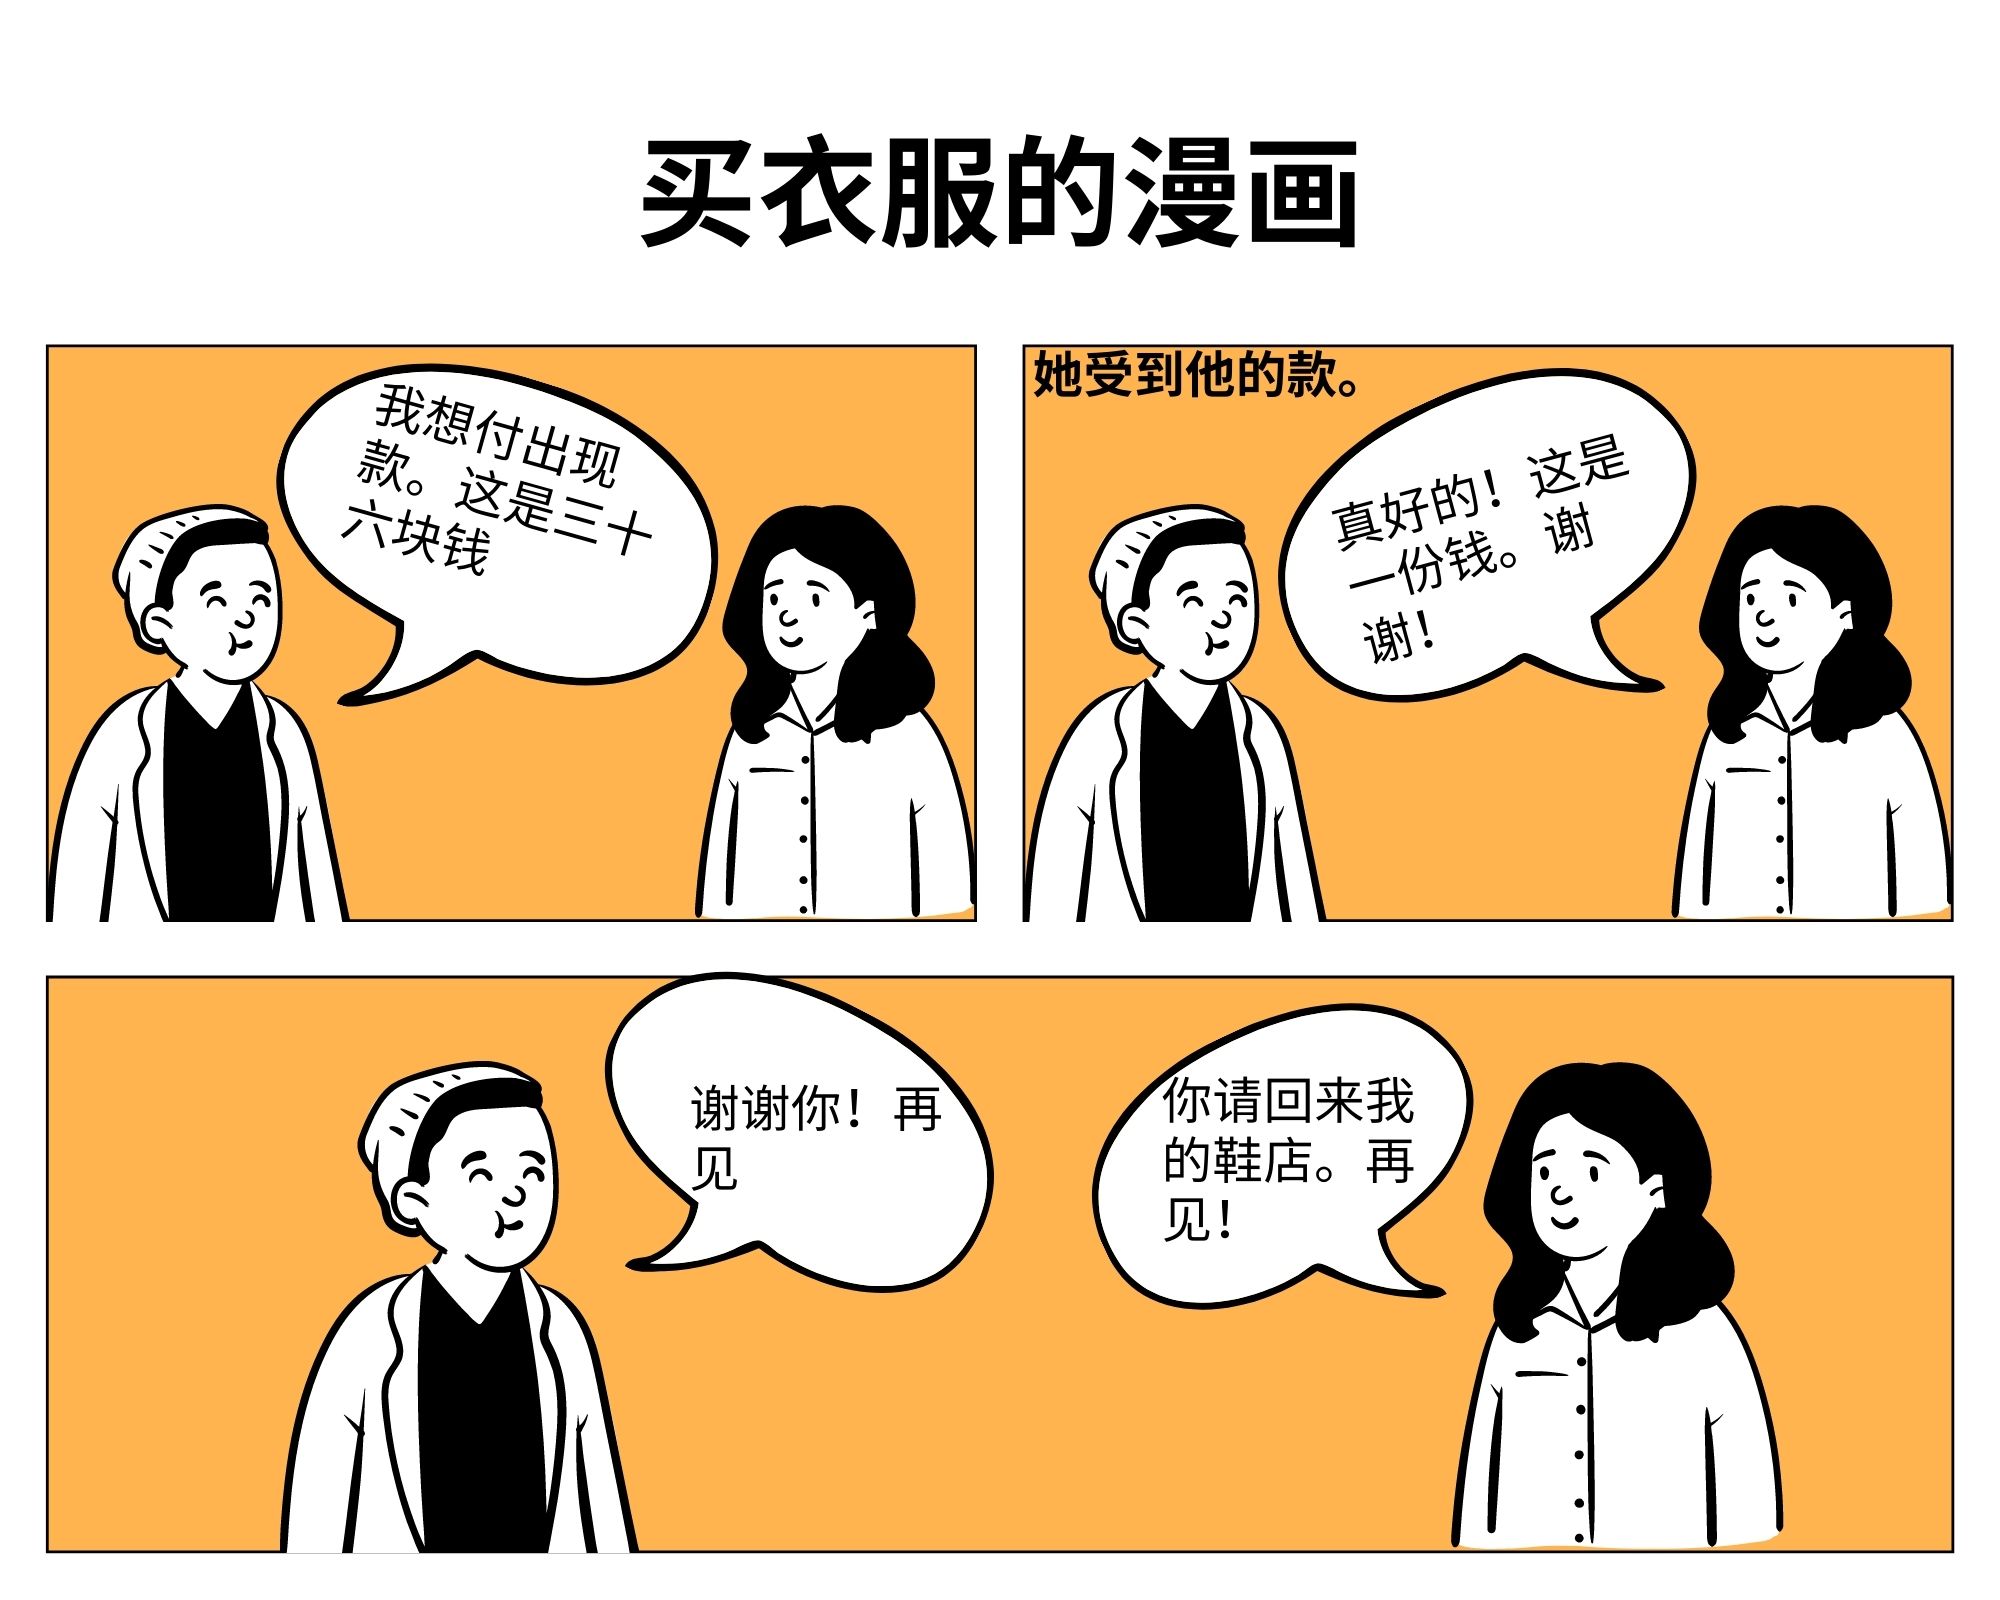 买衣服的漫画
我想付出现
款。这是三十
六块钱
她受到他的款。
真好的！这是
一份钱。谢
谢！
谢谢你！再
见
你请回来我
的鞋店。再
见！